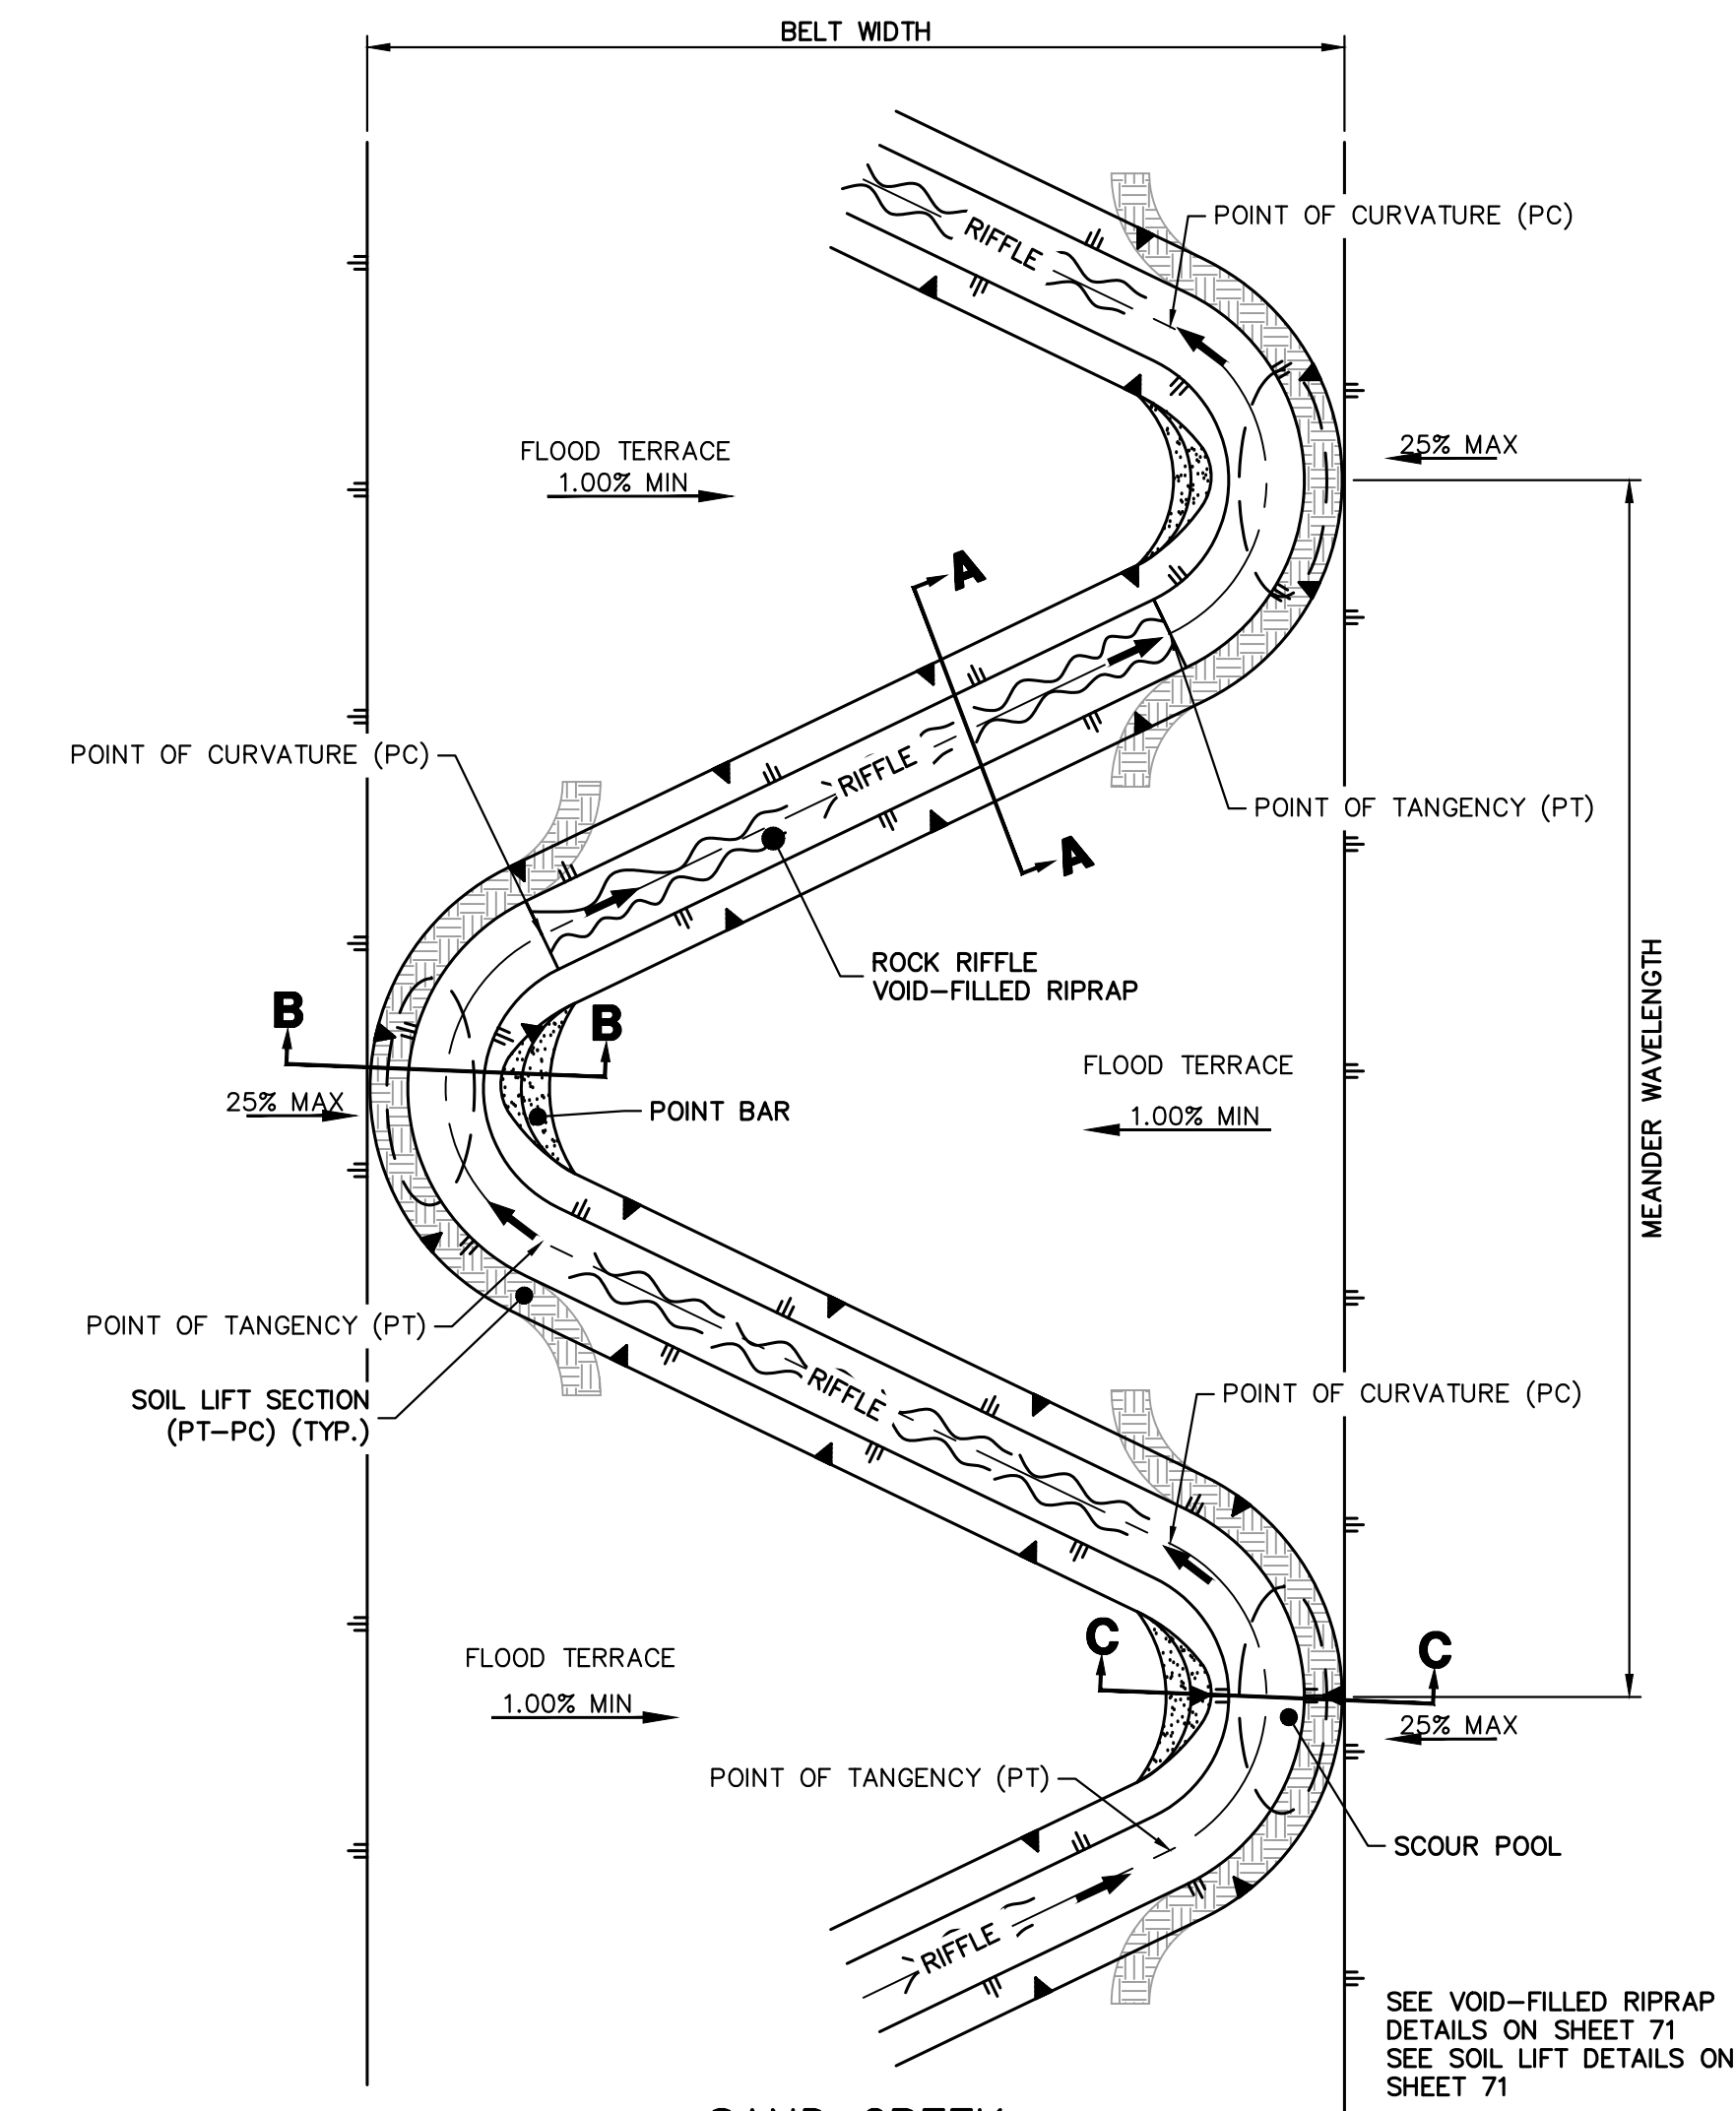 BELT WIDTH
POINT OF CURVATURE (PC)
RIFFLE
FLOOD TERRACE
1.00% MIN
25% MAX
A
POINT OF CURVATURE (PC)
RIFFLE
POINT OF TANGENCY (PT)
A
ROCK RIFFLE
VOID-FILLED RIPRAP
MEANDER WAVELENGTH
B
B
FLOOD TERRACE
1.00% MIN
25% MAX
POINT BAR
POINT OF TANGENCY (PT)
RIFFLE
SOIL LIFT SECTION
(PT-PC) (TYP.)
POINT OF CURVATURE (PC)
FLOOD TERRACE
1.00% MIN
C
C
25% MAX
POINT OF TANGENCY (PT)
SCOUR POOL
RIFFLE
SEE VOID-FILLED RIPRAP
DETAILS ON SHEET 71
SEE SOIL LIFT DETAILS ON
SHEET 71